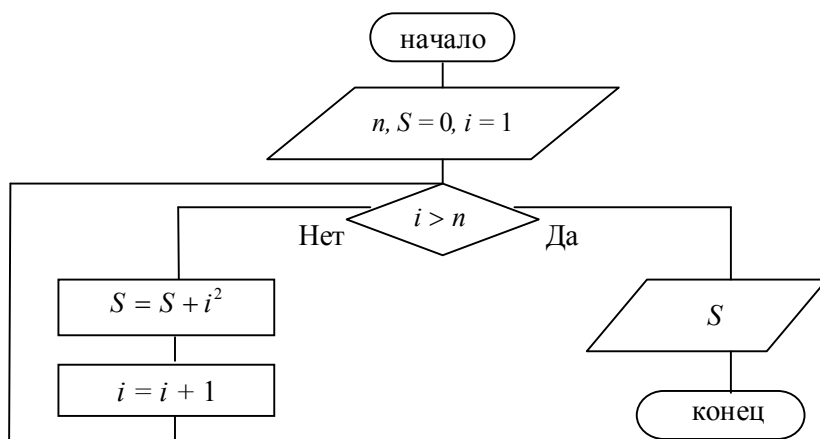 начало
n, S = 0, i = 1
i > n
Нет
Да
S = S + i²
S
i = i + 1
конец